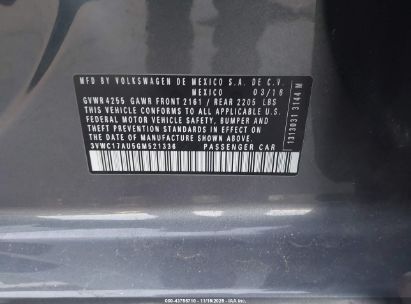 MFD BY VOLKSWAGEN DE MEXICO S.A. DE C.V.
MEXICO 03/16
GVWR 4255 GAWR FRONT 2161 / REAR 2205 LBS
THIS VEHICLE CONFORMS TO ALL APPLICABLE U.S.
FEDERAL MOTOR VEHICLE SAFETY, BUMPER AND
THEFT PREVENTION STANDARDS IN EFFECT ON
THE DATE OF MANUFACTURE SHOWN ABOVE.
3VWC17AU5GM521336 PASSENGER CAR
1313031 3144 M